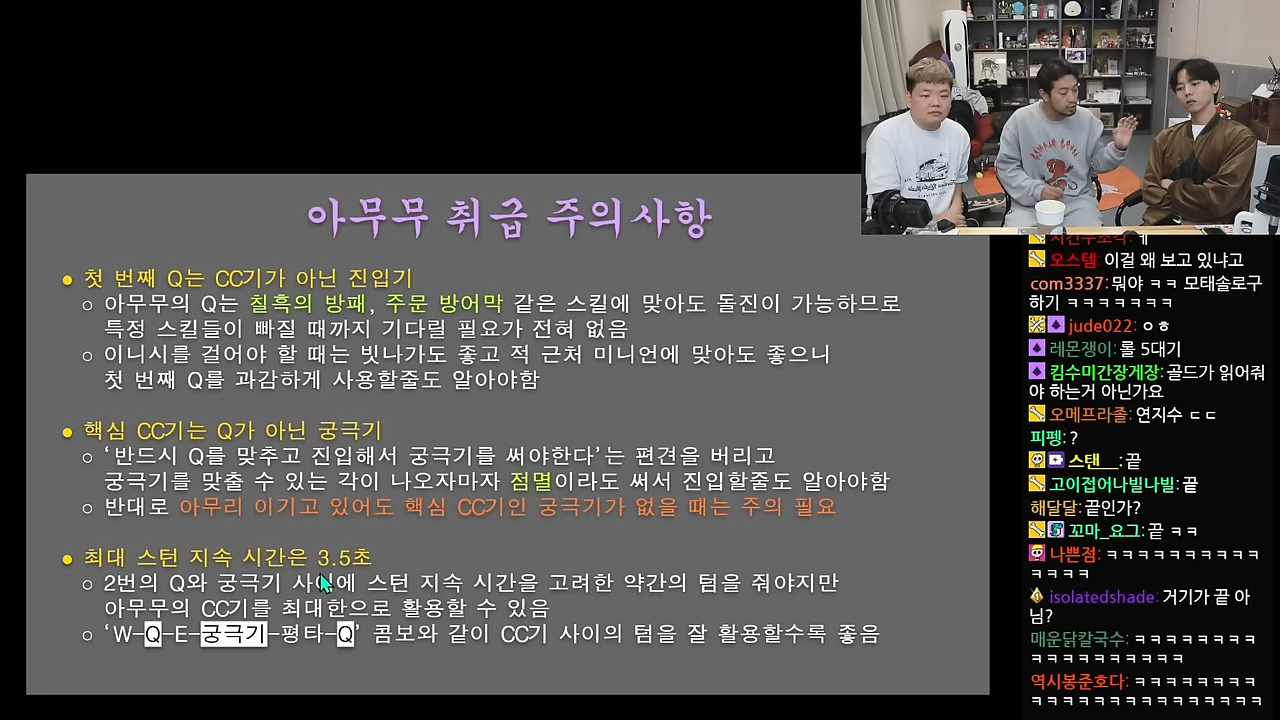 아무무 취급 주의사항
● 첫 번째 Q는 CC기가 아닌 진입기
○ 아무무의 Q는 칠흑의 방패, 주문 방어막 같은 스킬에 맞아도 돌진이 가능하므로
특정 스킬들이 빠질 때까지 기다릴 필요가 전혀 없음
○ 이니시를 걸어야 할 때는 빗나가도 좋고 적 근처 미니언에 맞아도 좋으니
첫 번째 Q를 과감하게 사용할줄도 알아야함
● 핵심 CC기는 Q가 아닌 궁극기
○ ‘반드시 Q를 맞추고 진입해서 궁극기를 써야한다’는 편견을 버리고
궁극기를 맞출 수 있는 각이 나오자마자 점멸이라도 써서 진입할줄도 알아야함
○ 반대로 아무리 이기고 있어도 핵심 CC기인 궁극기가 없을 때는 주의 필요
● 최대 스턴 지속 시간은 3.5초
○ 2번의 Q와 궁극기 사이에 스턴 지속 시간을 고려한 약간의 텀을 줘야지만
아무무의 CC기를 최대한으로 활용할 수 있음
○ ‘W-Q-E-궁극기-평타-Q’ 콤보와 같이 CC기 사이의 텀을 잘 활용할수록 좋음
오스템: 이걸 왜 보고 있냐고
com3337: 뭐야 ㅋㅋ 모태솔로구
하기 ㅋㅋㅋㅋㅋㅋㅋ
jude022: ㅇㅎ
레몬쟁이: 롤 5대기
킴수미간장게장: 골드가 읽어줘
야 하는거 아닌가요
오메프라졸: 연지수 ㄷㄷ
피펭: ?
스탠__: 끝
고이접어나빌나빌: 끝
해달달: 끝인가?
꼬마_요그: 끝 ㅋㅋ
나쁜점: ㅋㅋㅋㅋㅋㅋㅋㅋㅋㅋ
ㅋㅋㅋㅋ
isolatedshade: 거기가 끝 아
님?
매운닭칼국수: ㅋㅋㅋㅋㅋㅋㅋㅋ
ㅋㅋㅋㅋㅋㅋㅋㅋㅋㅋ
역시봉준호다: ㅋㅋㅋㅋㅋㅋㅋㅋ
ㅋㅋㅋㅋㅋㅋㅋㅋㅋㅋㅋㅋㅋㅋㅋ